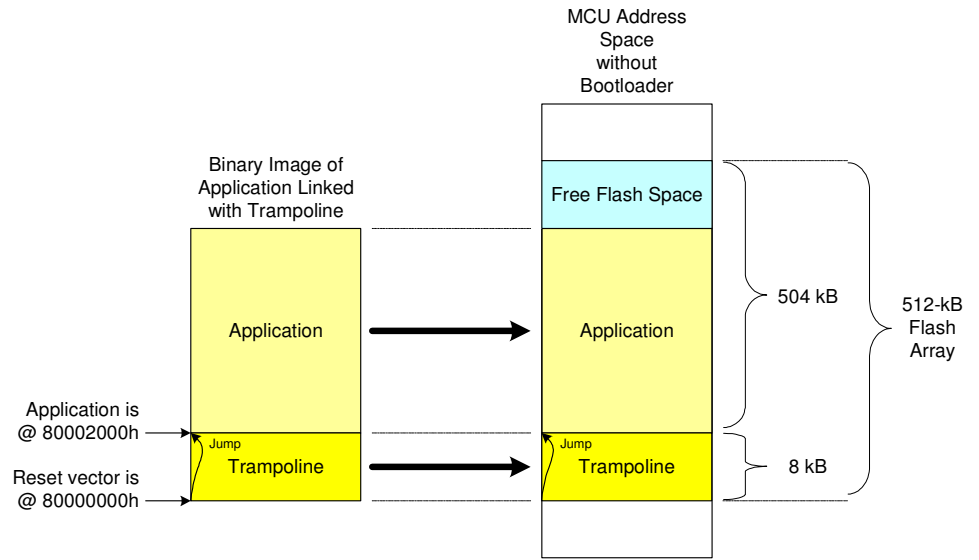 MCU Address
Space
without
Bootloader
Binary Image of
Application Linked
with Trampoline
Free Flash Space
Application
Application
504 kB
512-kB
Flash
Array
Application is
@ 80002000h
Jump
Trampoline
Jump
Trampoline
8 kB
Reset vector is
@ 80000000h